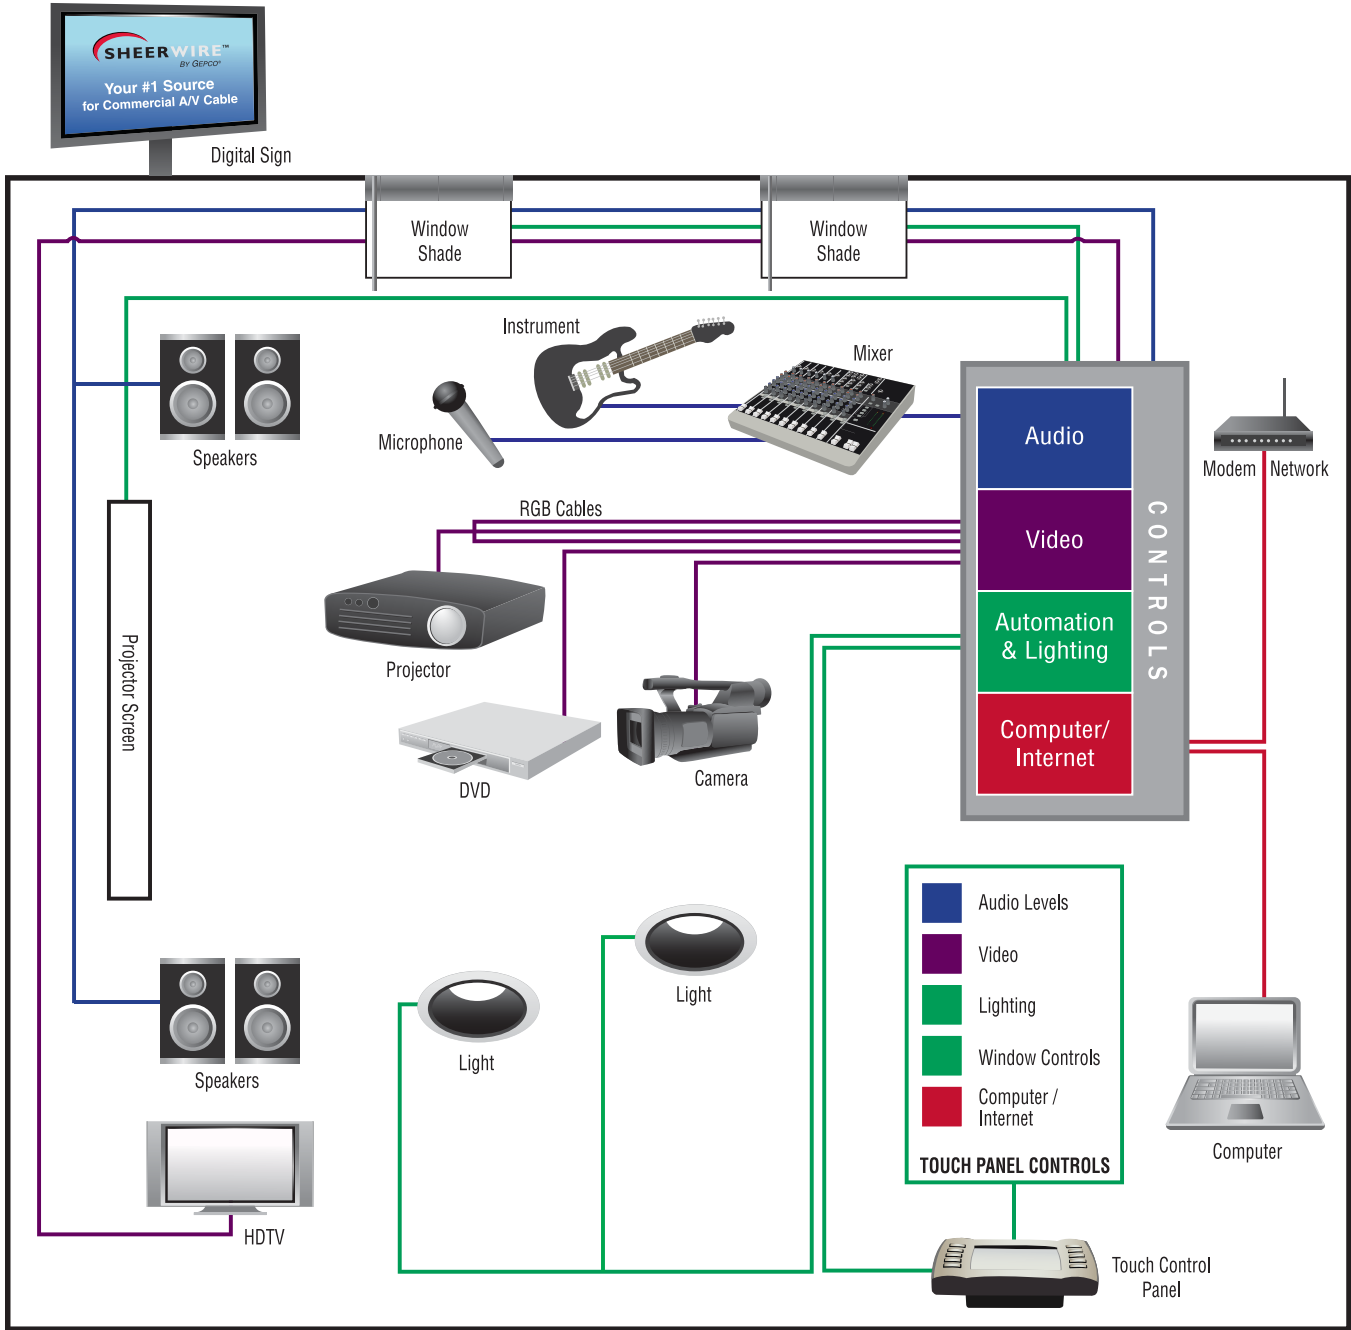 SHEERWIRE™
BY GEPCO®
Your #1 Source
for Commercial A/V Cable
Digital Sign
Window
Shade
Window
Shade
Instrument
Mixer
Microphone
Speakers
Audio
Modem
Network
RGB Cables
Video
CONTROLS
Automation
& Lighting
Projector
Projector Screen
Computer/
Internet
Camera
DVD
Audio Levels
Video
Lighting
Window Controls
Computer /
Internet
TOUCH PANEL CONTROLS
Light
Light
Speakers
Computer
HDTV
Touch Control
Panel